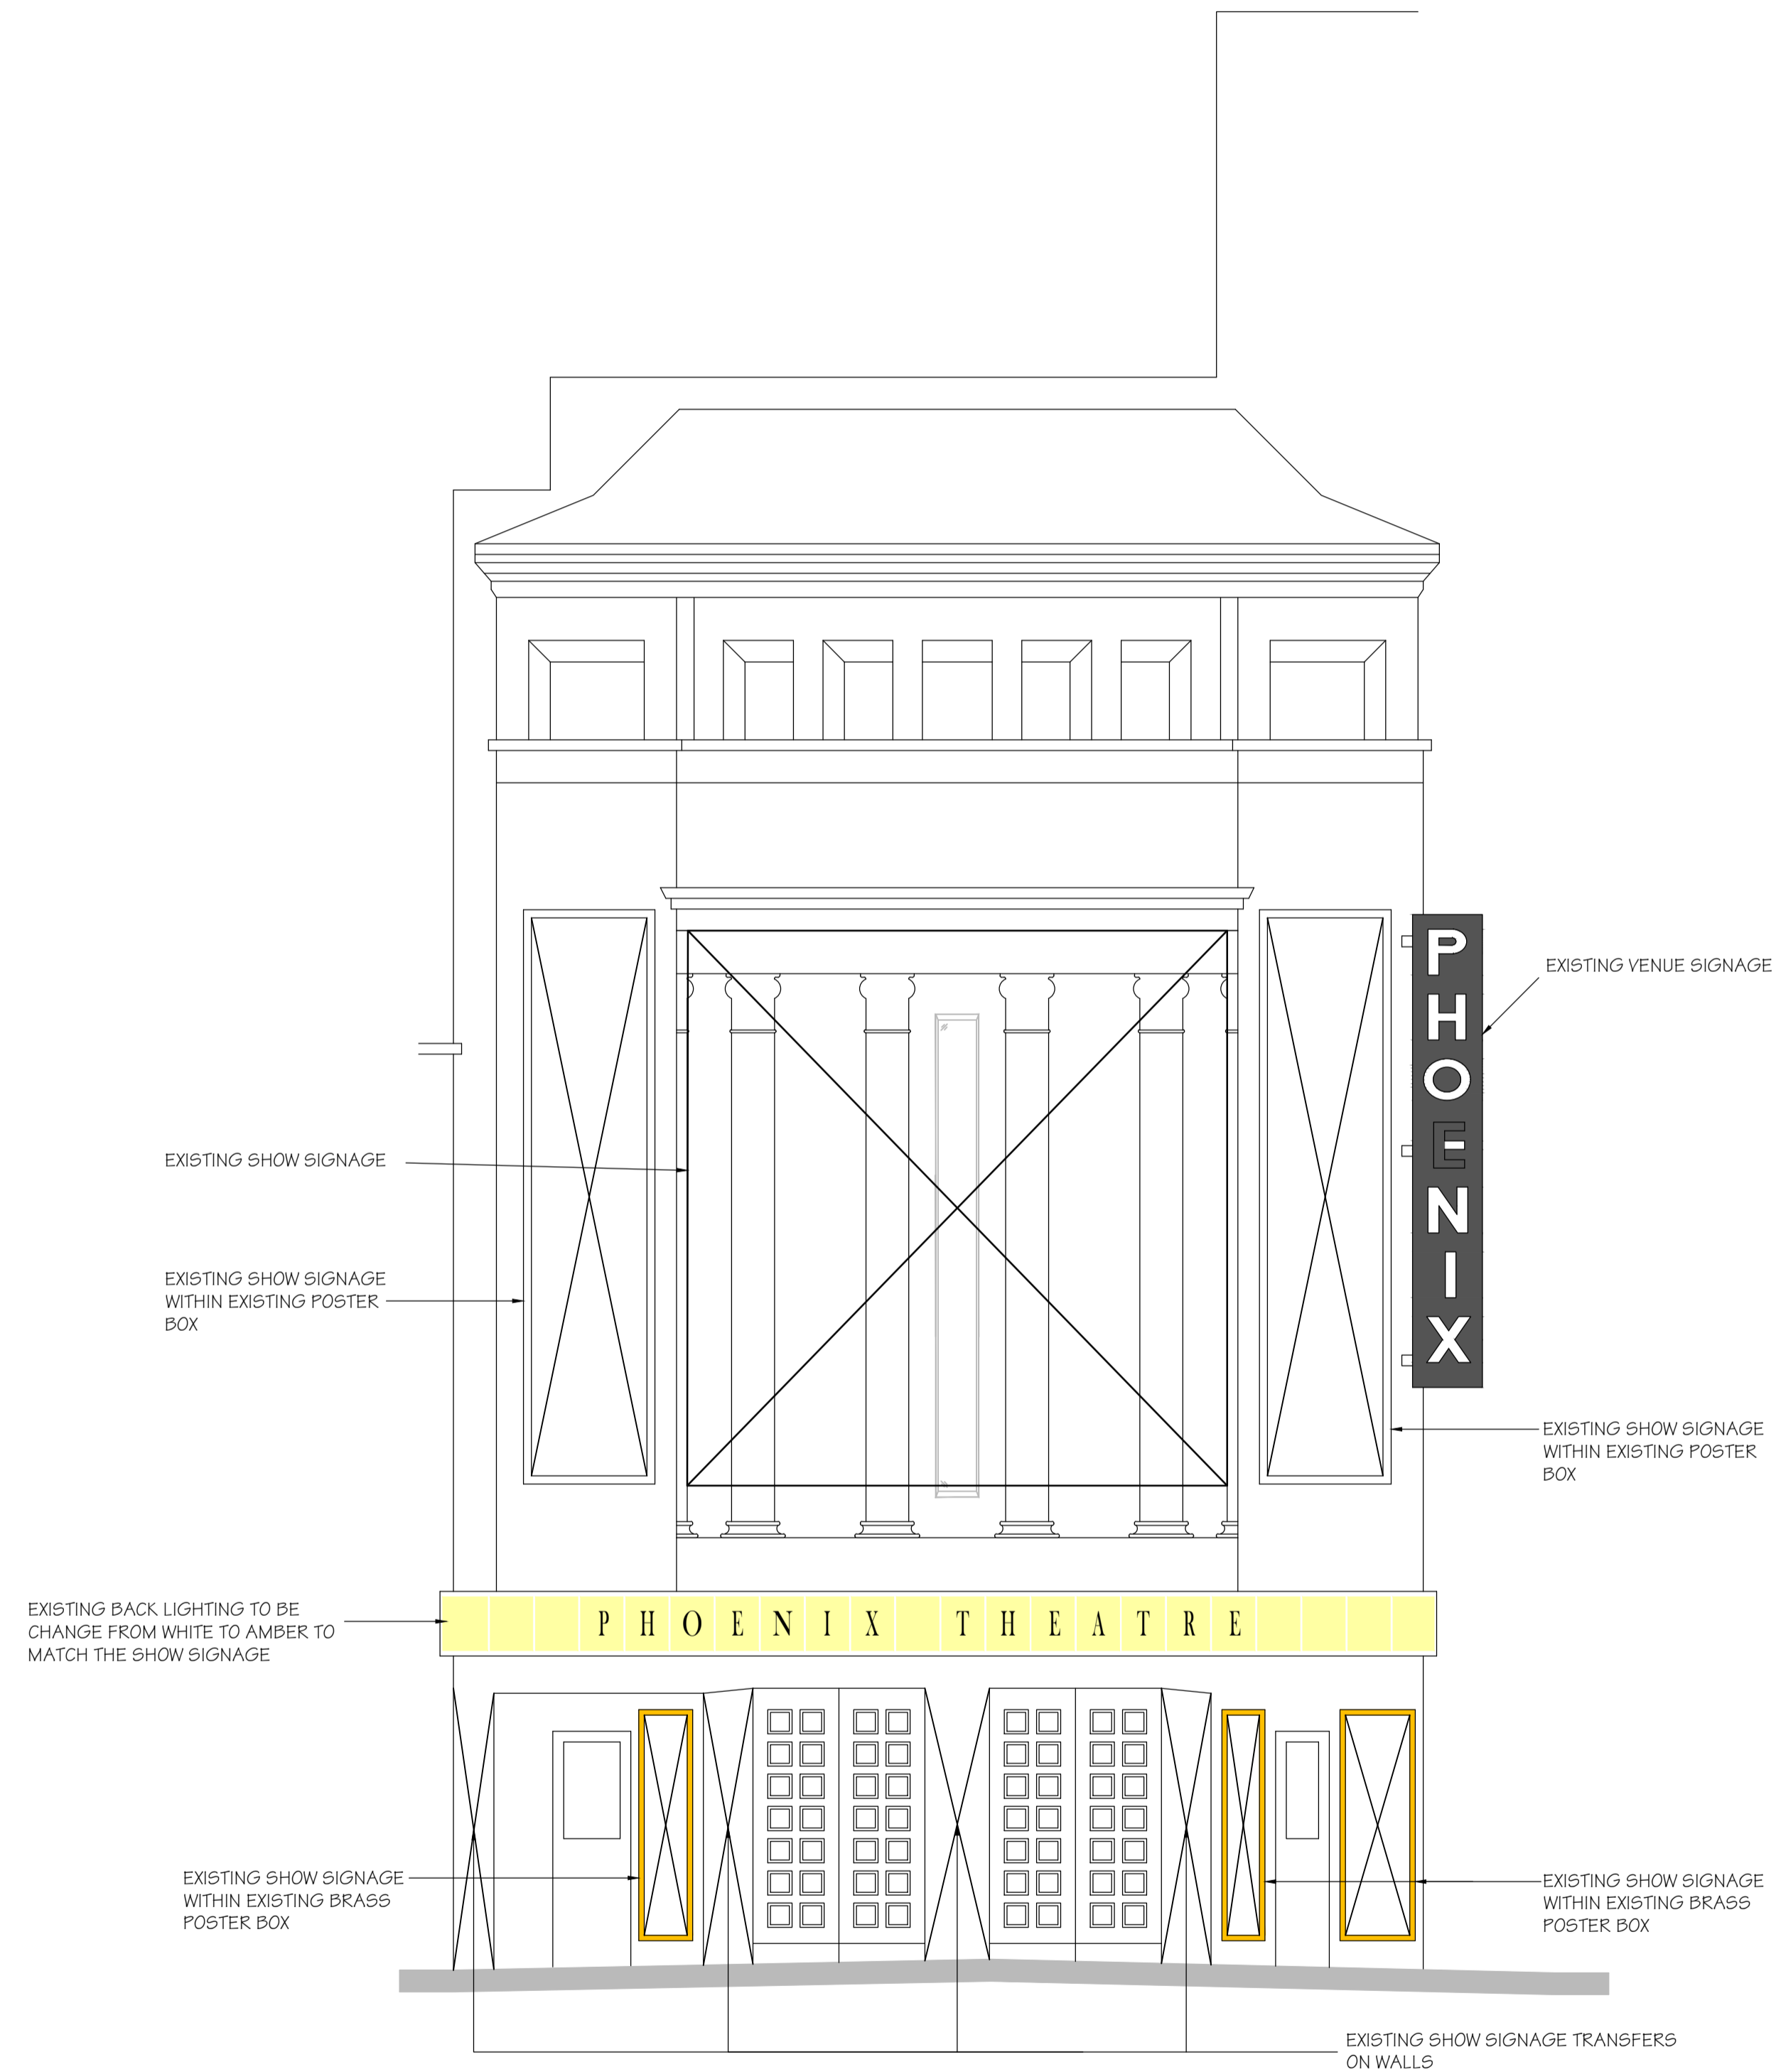 EXISTING VENUE SIGNAGE
PHOENIX
EXISTING SHOW SIGNAGE
EXISTING SHOW SIGNAGE
WITHIN EXISTING POSTER
BOX
EXISTING SHOW SIGNAGE
WITHIN EXISTING POSTER
BOX
EXISTING BACK LIGHTING TO BE
CHANGE FROM WHITE TO AMBER TO
MATCH THE SHOW SIGNAGE
PHOENIX THEATRE
EXISTING SHOW SIGNAGE
WITHIN EXISTING BRASS
POSTER BOX
EXISTING SHOW SIGNAGE
WITHIN EXISTING BRASS
POSTER BOX
EXISTING SHOW SIGNAGE TRANSFERS
ON WALLS